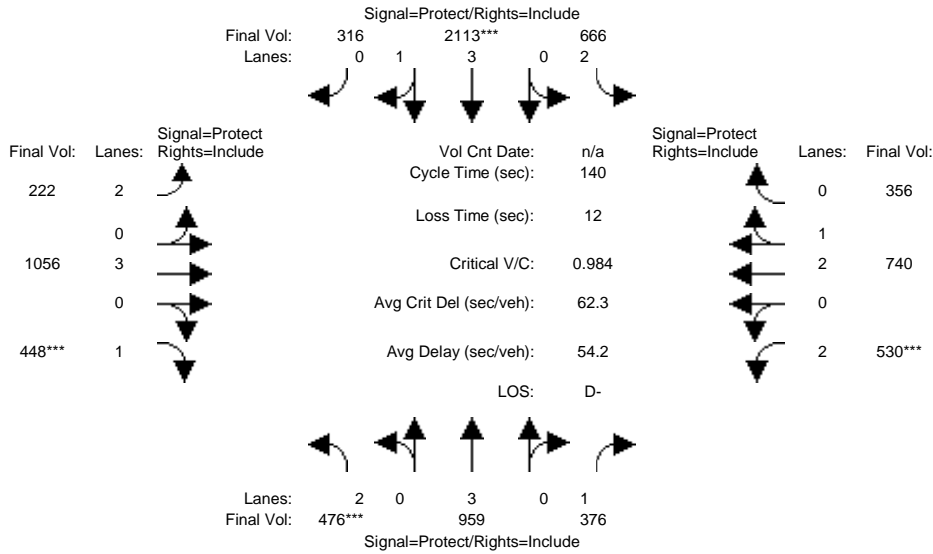 Signal=Protect/Rights=Include
Final Vol: 316 2113*** 666
Lanes: 0 1 3 0 2
Signal=Protect Signal=Protect
Final Vol: Lanes: Rights=Include Vol Cnt Date: n/a Rights=Include Lanes: Final Vol:
Cycle Time (sec): 140
222 2 0 356
Loss Time (sec): 12
0 1
1056 3 Critical V/C: 0.984 2 740
0 Avg Crit Del (sec/veh): 62.3 0
448*** 1 Avg Delay (sec/veh): 54.2 2 530***
LOS: D-
Lanes: 2 0 3 0 1
Final Vol: 476*** 959 376
Signal=Protect/Rights=Include